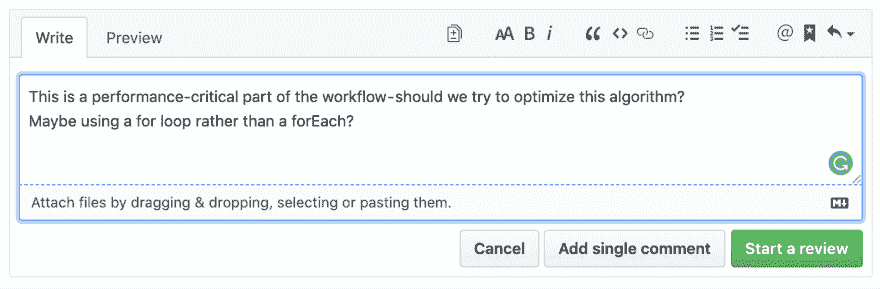 Write Preview AA B i @
This is a performance-critical part of the workflow-should we try to optimize this algorithm?
Maybe using a for loop rather than a forEach?
Attach files by dragging & dropping, selecting or pasting them. M↓
Cancel Add single comment Start a review